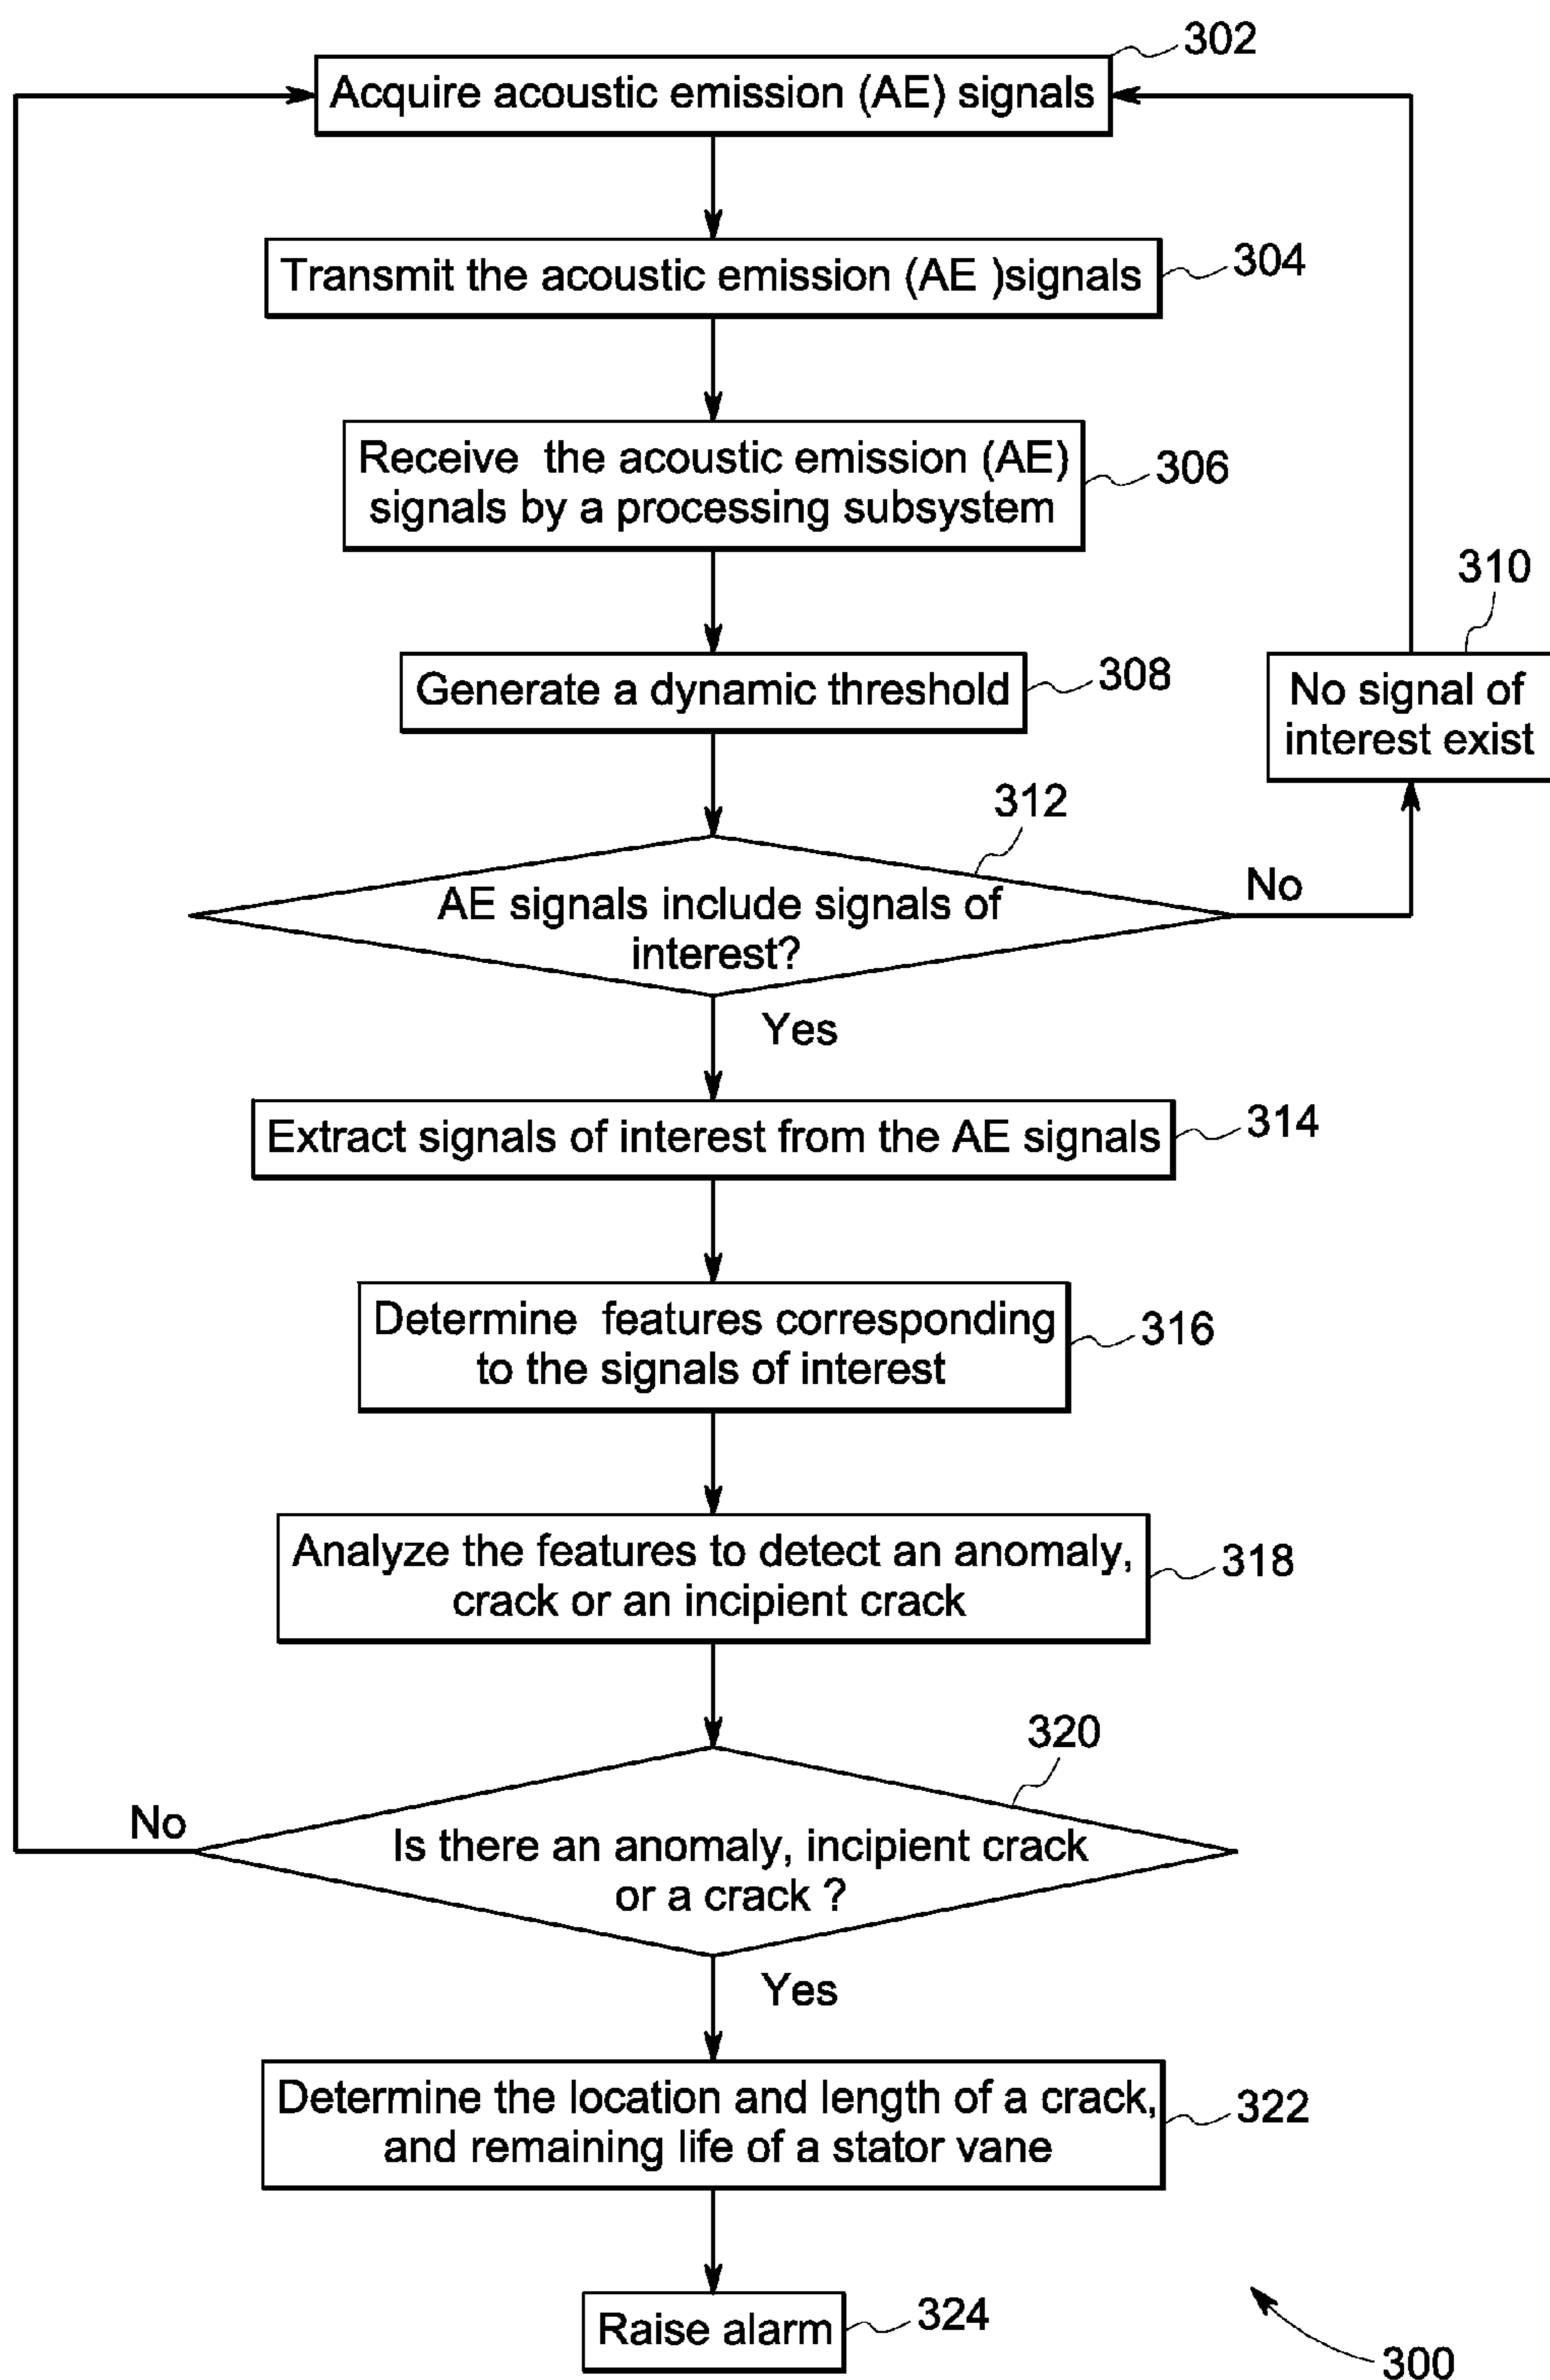 302
Acquire acoustic emission (AE) signals
Transmit the acoustic emission (AE )signals
304
Receive the acoustic emission (AE)
signals by a processing subsystem
306
310
Generate a dynamic threshold
308
No signal of
interest exist
312
AE signals include signals of
interest?
No
Yes
Extract signals of interest from the AE signals
314
Determine features corresponding
to the signals of interest
316
Analyze the features to detect an anomaly,
crack or an incipient crack
318
320
No
Is there an anomaly, incipient crack
or a crack ?
Yes
Determine the location and length of a crack,
and remaining life of a stator vane
322
Raise alarm
324
300